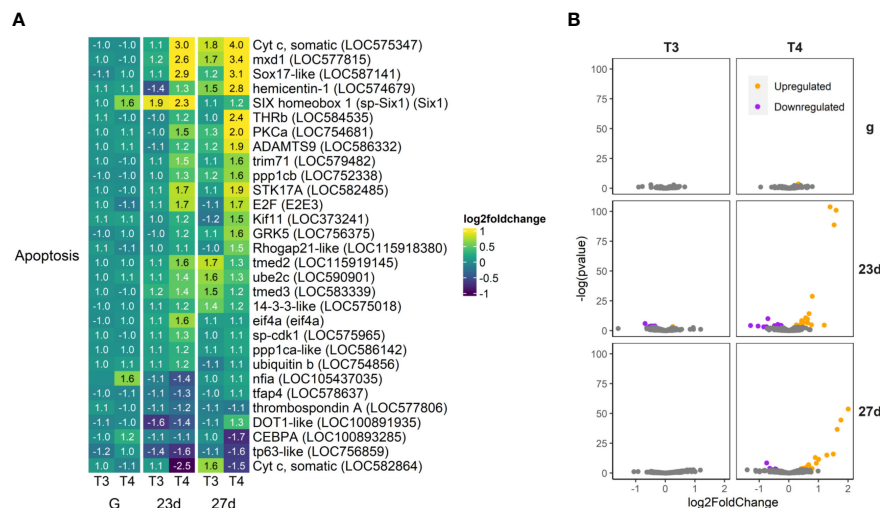 A
B
-1.0 -1.0 1.1 3.0 1.8 4.0 Cyt c, somatic (LOC575347)
-1.0 -1.0 1.2 2.6 1.7 3.4 mxd1 (LOC577815)
-1.1 1.0 1.1 2.9 1.2 3.1 Sox17-like (LOC587141)
1.1 1.1 -1.4 1.3 1.5 2.8 hemicentin-1 (LOC574679)
1.0 1.6 1.9 2.3 1.1 1.2 SIX homeobox 1 (sp-Six1) (Six1)
1.1 -1.0 -1.0 1.2 1.0 2.4 THRb (LOC584535)
1.0 1.1 -1.0 1.5 1.3 2.0 PKCa (LOC754681)
-1.0 1.0 -1.1 1.2 1.2 1.9 ADAMTS9 (LOC586332)
1.0 -1.0 1.1 1.5 1.1 1.6 trim71 (LOC579482)
1.0 -1.0 1.0 1.3 1.2 1.6 ppp1cb (LOC752338)
-1.0 -1.0 1.1 1.7 1.1 1.9 STK17A (LOC582485)
1.0 -1.1 1.1 1.7 -1.1 1.7 E2F (E2E3)
1.1 1.1 1.0 1.2 -1.2 1.5 Kif11 (LOC373241)
-1.0 1.0 -1.0 1.2 1.1 1.6 GRK5 (LOC756375)
1.1 -1.1 1.0 1.1 -1.0 1.5 Rhogap21-like (LOC115918380)
-1.0 -1.0 1.1 1.6 1.7 1.3 tmed2 (LOC115919145)
-1.0 1.0 1.1 1.4 1.6 1.3 ube2c (LOC590901)
-1.0 -1.0 1.2 1.4 1.5 1.2 tmed3 (LOC583339)
-1.0 1.0 1.1 1.2 1.4 1.2 14-3-3-like (LOC575018)
-1.0 1.0 1.1 1.6 1.1 1.1 eif4a (eif4a)
-1.0 -1.0 1.1 1.3 1.0 1.1 sp-cdk1 (LOC575965)
-1.0 1.0 1.1 1.2 1.1 1.1 ppp1ca-like (LOC586142)
1.0 1.1 1.1 1.2 -1.1 1.1 ubiquitin b (LOC754856)
1.6 -1.1 -1.4 1.0 1.1 nfia (LOC105437035)
-1.0 -1.1 -1.1 -1.3 -1.0 1.0 tfap4 (LOC578637)
1.1 -1.0 -1.1 -1.2 -1.1 -1.1 thrombospondin A (LOC577806)
-1.1 1.0 -1.6 -1.4 -1.1 1.3 DOT1-like (LOC100891935)
-1.0 1.2 -1.1 -1.1 1.0 -1.7 CEBPA (LOC100893285)
-1.2 1.0 -1.4 -1.6 -1.1 -1.6 tp63-like (LOC756859)
1.0 -1.1 1.1 -2.5 1.6 -1.5 Cyt c, somatic (LOC582864)
Apoptosis
T3 T4 T3 T4 T3 T4
G 23d 27d
log2foldchange
1
0.5
0
-0.5
-1
T3 T4
Upregulated
Downregulated
100
75
50
25
0
g
100
75
50
25
0
23d
100
75
50
25
0
27d
-log(pvalue)
-1 0 1 2 -1 0 1 2
log2FoldChange